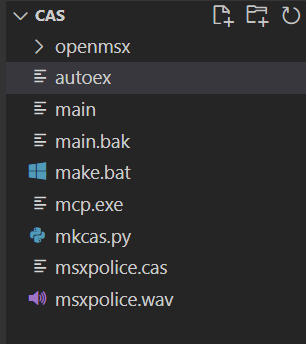 CAS
openmsx
autoex
main
main.bak
make.bat
mcp.exe
mkcas.py
msxpolice.cas
msxpolice.wav